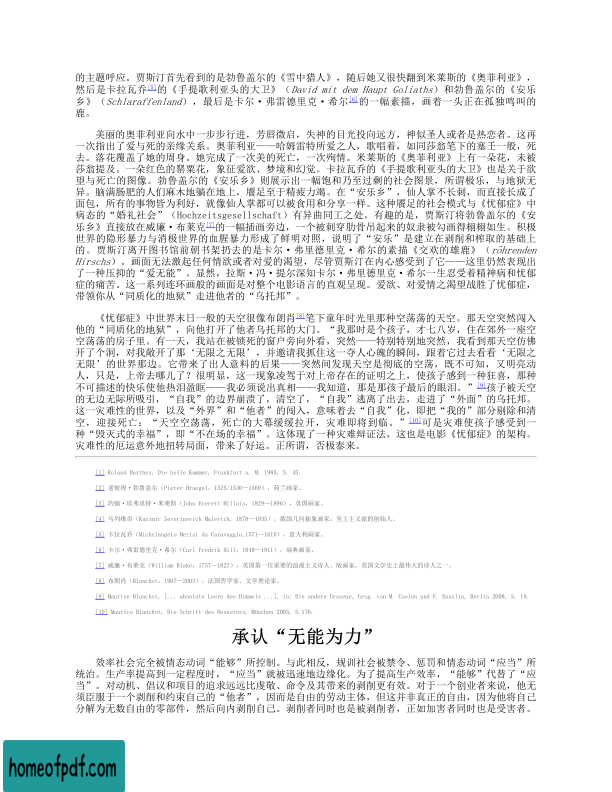 的主题呼应。贾斯汀首先看到的是勃鲁盖尔的《雪中猎人》，随后她又很快翻到米莱斯的《奥菲利亚》，
然后是卡拉瓦乔[5]的《手提歌利亚头的大卫》（David mit dem Haupt Goliaths）和勃鲁盖尔的《安乐
乡》（Schlaraffenland），最后是卡尔·弗雷德里克·希尔[6]的一幅素描，画着一头正在孤独鸣叫的
鹿。
美丽的奥菲利亚向水中一步步行进，芳唇微启，失神的目光投向远方，神似圣人或者是热恋者。这再
一次指出了爱与死的亲缘关系。奥菲利亚——哈姆雷特所爱之人，歌唱着，如同莎翁笔下的塞壬一般，死
去。落花覆盖了她的周身。她完成了一次美的死亡，一次殉情。米莱斯的《奥菲利亚》上有一朵花，未被
莎翁提及。一朵红色的罂粟花，象征爱欲、梦境和幻觉。卡拉瓦乔的《手提歌利亚头的大卫》也是关于欲
望与死亡的图像。勃鲁盖尔的《安乐乡》则展示出一幅饱和乃至过剩的社会图景，所谓极乐，与地狱无
异。脑满肠肥的人们麻木地躺在地上，餍足至于精疲力竭。在“安乐乡”，仙人掌不长刺，而直接长成了
面包，所有的事物皆为利好，就像仙人掌都可以被食用和分享一样。这种餍足的社会模式与《忧郁症》中
病态的“婚礼社会”（Hochzeitsgesellschaft）有异曲同工之处。有趣的是，贾斯汀将勃鲁盖尔的《安
乐乡》直接放在威廉·布莱克[7]的一幅插画旁边，一个被刺穿肋骨吊起来的奴隶被勾画得栩栩如生。积极
世界的隐形暴力与消极世界的血腥暴力形成了鲜明对照，说明了“安乐”是建立在剥削和榨取的基础上
的。贾斯汀离开图书馆前朝书架扔去的是卡尔·弗里德里克·希尔的素描《交欢的雄鹿》（röhrenden
Hirsche），画面无法激起任何情欲或者对爱的渴望，尽管贾斯汀在内心感受到了它——这里仍然表现出
了一种压抑的“爱无能”。显然，拉斯·冯·提尔深知卡尔·弗里德里克·希尔一生忍受着精神病和忧郁
症的痛苦。这一系列连环画般的画面是对整个电影语言的直观呈现。爱欲、对爱情之渴望战胜了忧郁症，
带领你从“同质化的地狱”走进他者的“乌托邦”。
《忧郁症》中世界末日一般的天空很像布朗肖[8]笔下童年时光里那种空荡荡的天空。那天空突然闯入
他的“同质化的地狱”，向他打开了他者乌托邦的大门。“我那时是个孩子，才七八岁，住在郊外一座空
空荡荡的房子里。有一天，我站在被锁死的窗户旁向外看，突然——特别特别地突然，我看到那天空仿佛
开了个洞，对我敞开了那‘无限之无限’，并邀请我抓住这一夺人心魄的瞬间，跟着它过去看看‘无限之
无限’的世界那边。它带来了出人意料的后果——突然间发现天空是彻底的空荡，既不可知，又明亮动
人，只是，上帝去哪儿了？很明显，这一现象凌驾于对上帝存在的证明之上，使孩子感到一种狂喜，那种
不可描述的快乐使他热泪盈眶——我必须说出真相——我知道，那是那孩子最后的眼泪。”[9]孩子被天空
的无边无际所吸引，“自我”的边界崩溃了，清空了，“自我”逃离了出去，走进了“外面”的乌托邦。
这一灾难性的世界，以及“外界”和“他者”的闯入，意味着去“自我”化，即把“我的”部分剔除和清
空，迎接死亡：“天空空荡荡，死亡的大幕缓缓拉开，灾难即将到临。”[10]可是灾难使孩子感受到一
种“毁灭式的幸福”，即“不在场的幸福”。这体现了一种灾难辩证法，这也是电影《忧郁症》的架构。
灾难性的厄运意外地扭转局面，带来了好运。正所谓，否极泰来。
[1] Roland Barthes, Die helle Kammer, Frankfurt a. M. 1985, S. 45.
[2] 老彼得·勃鲁盖尔（Pieter Bruegel，1525/1530—1569），荷兰画家。
[3] 约翰·埃弗里特·米莱斯（John Everett Millais，1829—1896），英国画家。
[4] 马列维奇（Kazimir Severinovich Malevich，1878—1935），俄国几何抽象画家，至上主义派的创始人。
[5] 卡拉瓦乔（Michelangelo Merisi da Caravaggio,1571—1610），意大利画家。
[6] 卡尔·弗雷德里克·希尔（Carl Fredrik Hill，1849—1911），瑞典画家。
[7] 威廉·布莱克（William Blake，1757—1827），英国第一位重要的浪漫主义诗人、版画家，英国文学史上最伟大的诗人之一。
[8] 布朗肖（Blanchot，1907—2003），法国哲学家、文学理论家。
[9] Maurice Blanchot, [... absolute Leere des Himmels ...], in: Die andere Urszene, hrsg. von M. Coelen und F. Ensslin, Berlin 2008, S. 19.
[10] Maurice Blanchot, Die Schrift des Desasters, München 2005, S.176.
承认“无能为力”
效率社会完全被情态动词“能够”所控制。与此相反，规训社会被禁令、惩罚和情态动词“应当”所
统治。生产率提高到一定程度时，“应当”就被迅速地边缘化。为了提高生产效率，“能够”代替了“应
当”。对动机、倡议和项目的追求远远比虔敬、命令及其带来的剥削更有效。对于一个创业者来说，他无
须臣服于一个剥削和约束自己的“他者”，因而是自由的劳动主体，但这并非真正的自由，因为他将自己
分解为无数自由的零部件，然后向内剥削自己。剥削者同时也是被剥削者，正如加害者同时也是受害者。
homeofpdf.com